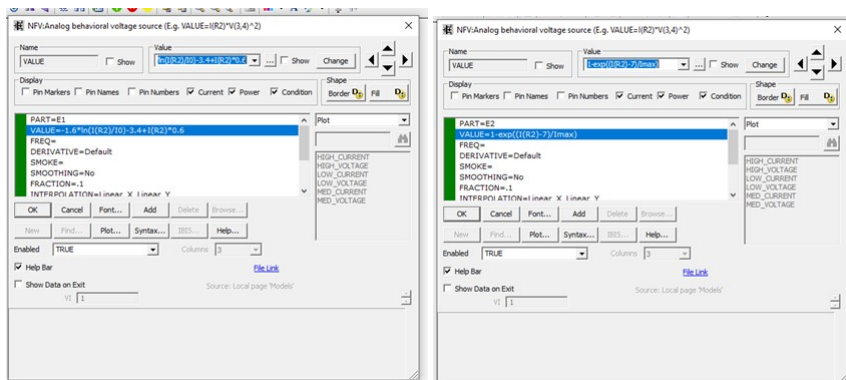 NFV:Analog behavioral voltage source (E.g. VALUE=I(R2)*V(3,4)^2)
Name
Value
VALUE
Show
ln(I(R2)/I0)-3.4+I(R2)*0.6
...
Show
Change
Display
Pin Markers
Pin Names
Pin Numbers
Current
Power
Condition
Shape
Border
Fill
PART=E1
VALUE=-1.6*ln(I(R2)/I0)-3.4+I(R2)*0.6
FREQ=
DERIVATIVE=Default
SMOKE=
SMOOTHING=No
FRACTION=.1
INTERPOLATION=Linear X Linear Y
Plot
HIGH_CURRENT
HIGH_VOLTAGE
LOW_CURRENT
LOW_VOLTAGE
MED_CURRENT
MED_VOLTAGE
OK Cancel Font... Add Delete Browse...
New Find... Plot... Syntax... IBIS... Help...
Enabled TRUE Columns 3
Help Bar
File Link
Show Data on Exit
Source: Local page 'Models'
VI 1
NFV:Analog behavioral voltage source (E.g. VALUE=I(R2)*V(3,4)^2)
Name
Value
VALUE
Show
1-exp((I(R2)-7)/Imax)
...
Show
Change
Display
Pin Markers
Pin Names
Pin Numbers
Current
Power
Condition
Shape
Border
Fill
PART=E2
VALUE=1-exp((I(R2)-7)/Imax)
FREQ=
DERIVATIVE=Default
SMOKE=
SMOOTHING=No
FRACTION=.1
INTERPOLATION=Linear X Linear Y
Plot
HIGH_CURRENT
HIGH_VOLTAGE
LOW_CURRENT
LOW_VOLTAGE
MED_CURRENT
MED_VOLTAGE
OK Cancel Font... Add Delete Browse...
New Find... Plot... Syntax... IBIS... Help...
Enabled TRUE Columns 3
Help Bar
File Link
Show Data on Exit
Source: Local page 'Models'
VI 1